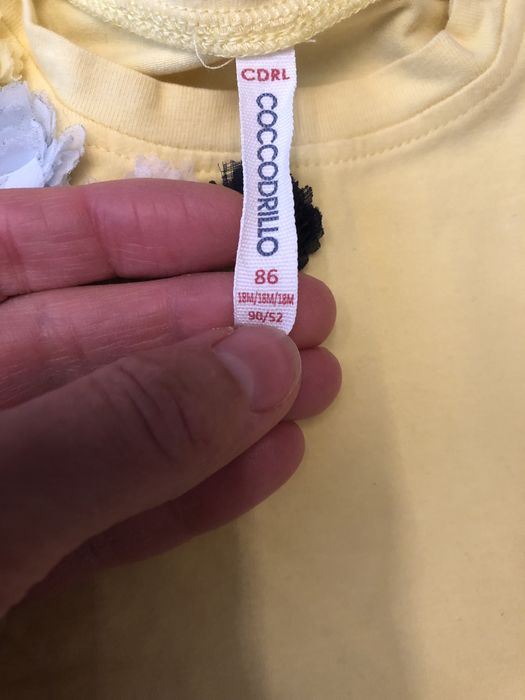 CDRL
COCCODRILLO
86
18M/18M/18M
90/52